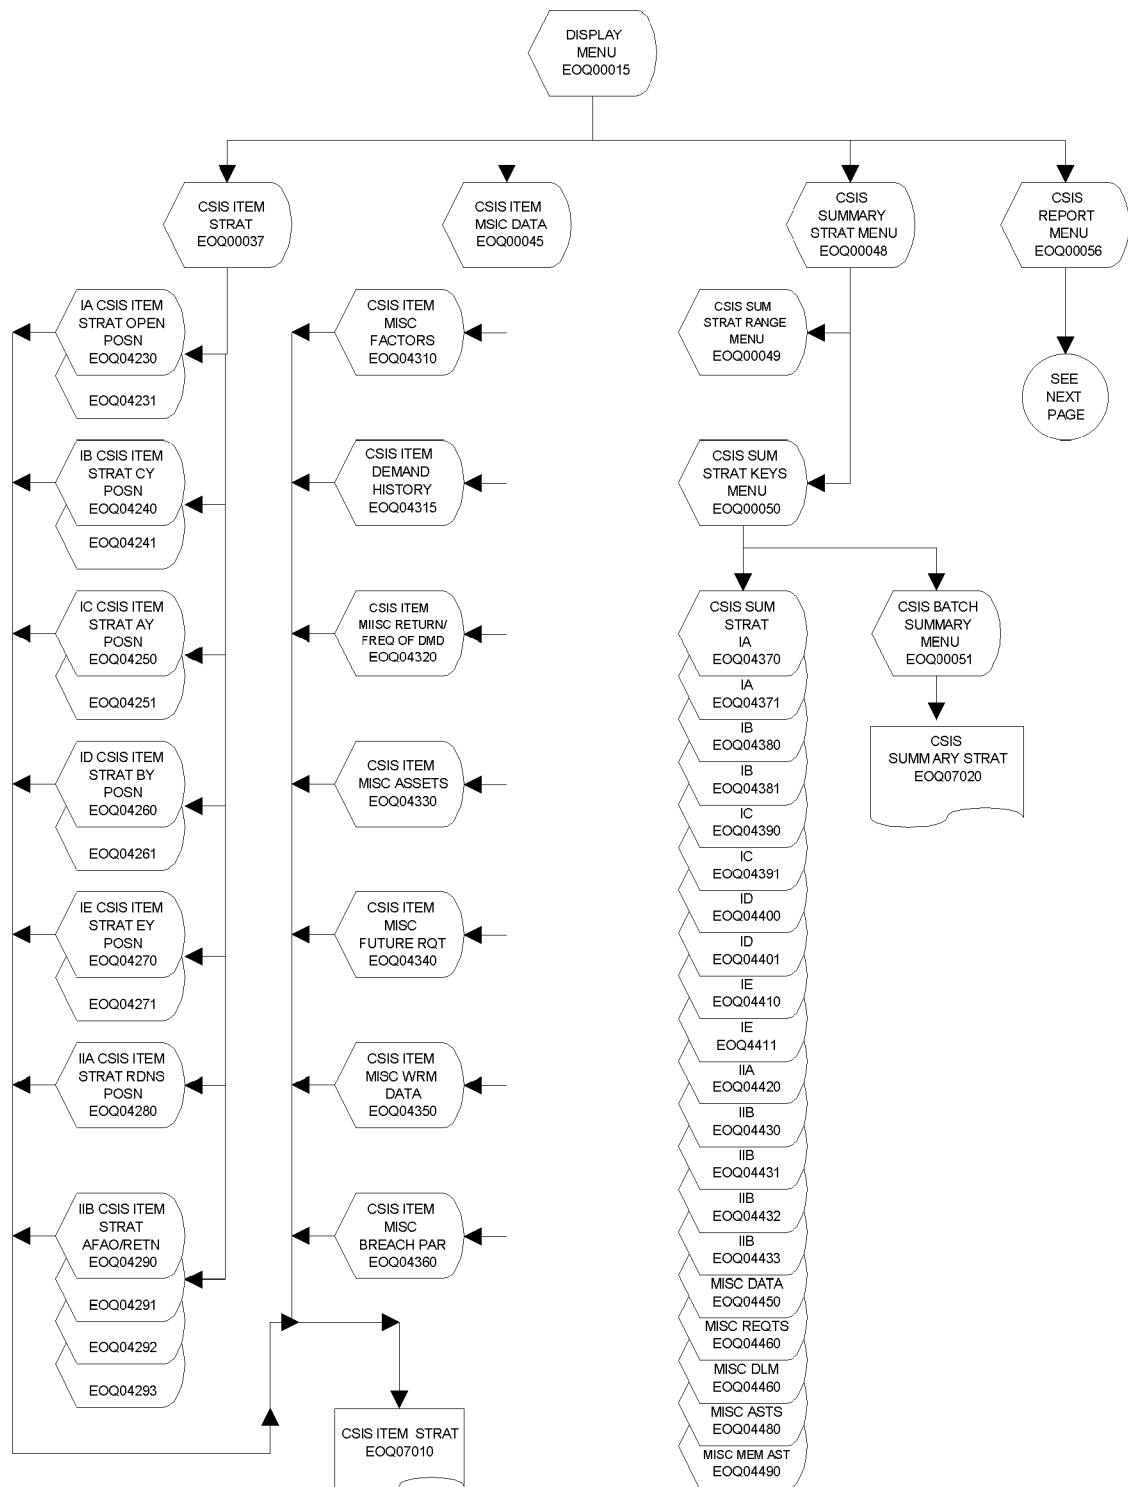 DISPLAY
MENU
EOQ00015
CSIS ITEM
STRAT
EOQ00037
CSIS ITEM
MSIC DATA
EOQ00045
CSIS
SUMMARY
STRAT MENU
EOQ00048
CSIS
REPORT
MENU
EOQ00056
IA CSIS ITEM
STRAT OPEN
POSN
EOQ04230
EOQ04231
IB CSIS ITEM
STRAT CY
POSN
EOQ04240
EOQ04241
IC CSIS ITEM
STRAT AY
POSN
EOQ04250
EOQ04251
ID CSIS ITEM
STRAT BY
POSN
EOQ04260
EOQ04261
IE CSIS ITEM
STRAT EY
POSN
EOQ04270
EOQ04271
IIA CSIS ITEM
STRAT RDNS
POSN
EOQ04280
IIB CSIS ITEM
STRAT
AFAO/RETN
EOQ04290
EOQ04291
EOQ04292
EOQ04293
CSIS ITEM
MISC
FACTORS
EOQ04310
CSIS ITEM
DEMAND
HISTORY
EOQ04315
CSIS ITEM
MIISC RETURN/
FREQ OF DMD
EOQ04320
CSIS ITEM
MISC ASSETS
EOQ04330
CSIS ITEM
MISC
FUTURE RQT
EOQ04340
CSIS ITEM
MISC WRM
DATA
EOQ04350
CSIS ITEM
MISC
BREACH PAR
EOQ04360
CSIS ITEM STRAT
EOQ07010
CSIS SUM
STRAT RANGE
MENU
EOQ00049
CSIS SUM
STRAT KEYS
MENU
EOQ00050
CSIS SUM
STRAT
IA
EOQ04370
IA
EOQ04371
IB
EOQ04380
IB
EOQ04381
IC
EOQ04390
IC
EOQ04391
ID
EOQ04400
ID
EOQ04401
IE
EOQ04410
IE
EOQ4411
IIA
EOQ04420
IIB
EOQ04430
IIB
EOQ04431
IIB
EOQ04432
IIB
EOQ04433
MISC DATA
EOQ04450
MISC REQTS
EOQ04460
MISC DLM
EOQ04460
MISC ASTS
EOQ04480
MISC MEM AST
EOQ04490
CSIS BATCH
SUMMARY
MENU
EOQ00051
CSIS
SUMMARY STRAT
EOQ07020
SEE
NEXT
PAGE